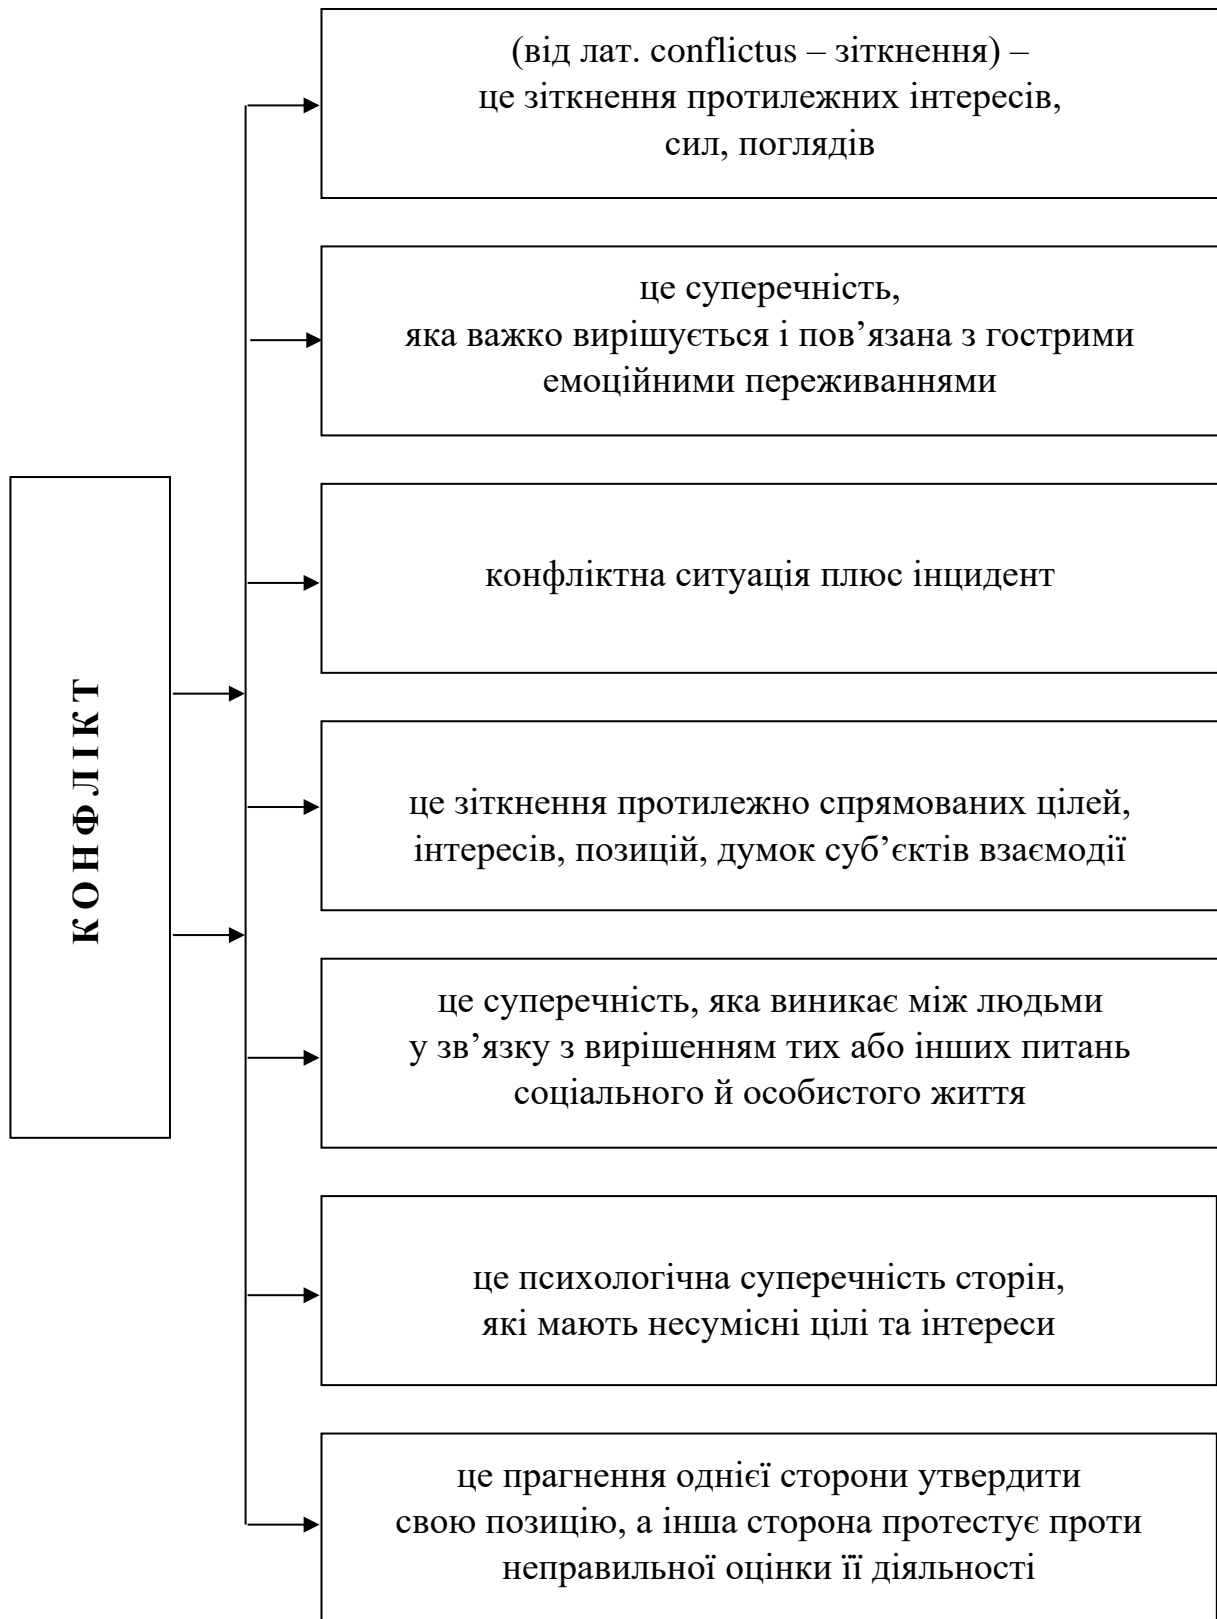 (від лат. conflictus – зіткнення) –
це зіткнення протилежних інтересів,
сил, поглядів
це суперечність,
яка важко вирішується і пов’язана з гострими
емоційними переживаннями
конфліктна ситуація плюс інцидент
К О Н Ф Л І К Т
це зіткнення протилежно спрямованих цілей,
інтересів, позицій, думок суб’єктів взаємодії
це суперечність, яка виникає між людьми
у зв’язку з вирішенням тих або інших питань
соціального й особистого життя
це психологічна суперечність сторін,
які мають несумісні цілі та інтереси
це прагнення однієї сторони утвердити
свою позицію, а інша сторона протестує проти
неправильної оцінки її діяльності